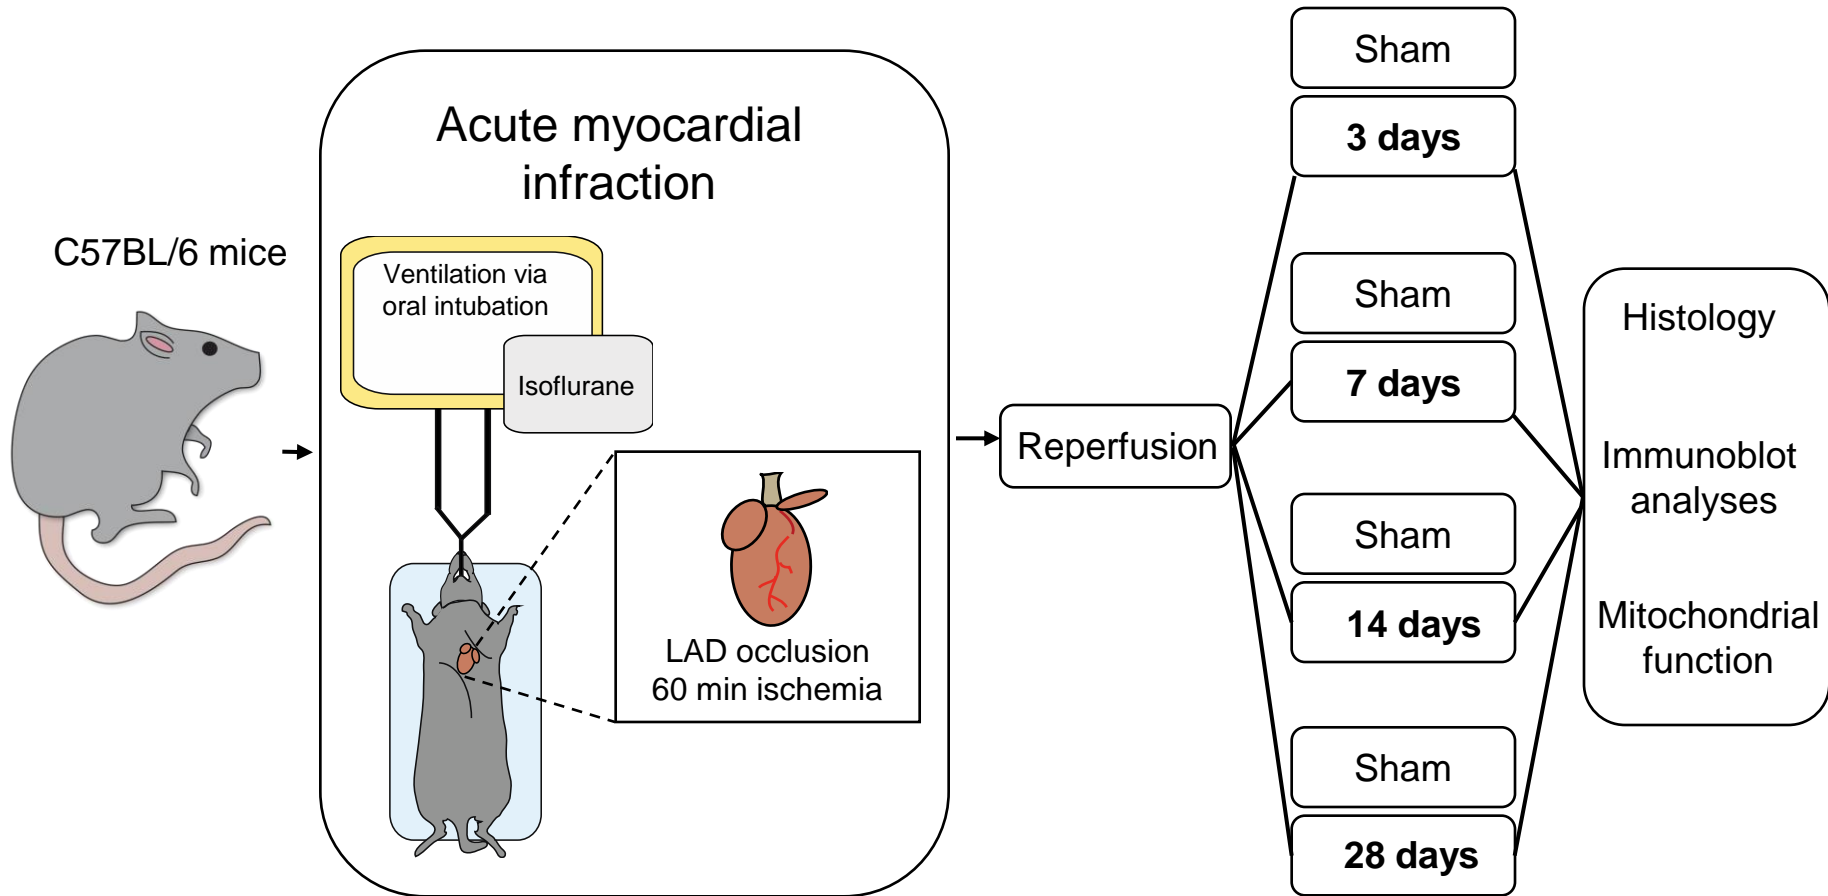 C57BL/6 mice
Acute myocardial
infraction
Ventilation via
oral intubation
Isoflurane
LAD occlusion
60 min ischemia
Reperfusion
Sham
3 days
Sham
7 days
Sham
14 days
Sham
28 days
Histology
Immunoblot
analyses
Mitochondrial
function